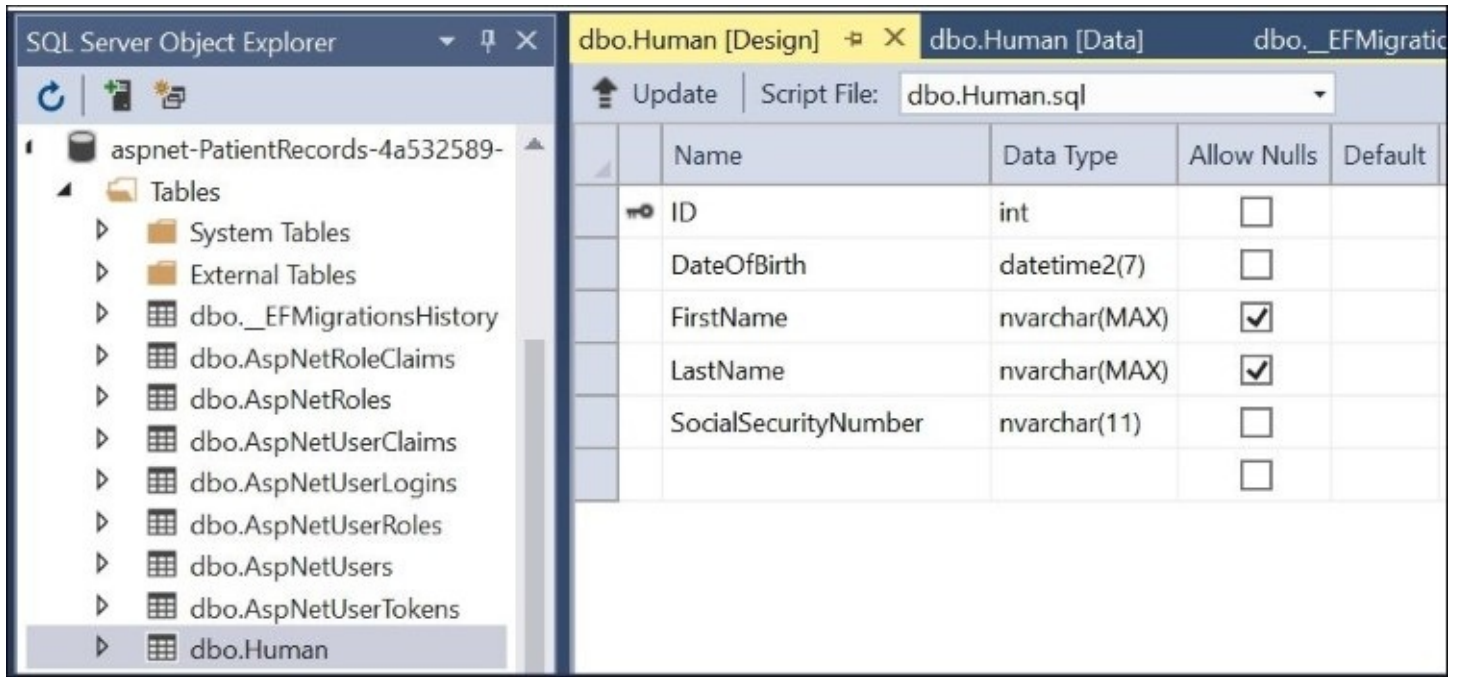 SQL Server Object Explorer
aspnet-PatientRecords-4a532589-
Tables
System Tables
External Tables
dbo.__EFMigrationsHistory
dbo.AspNetRoleClaims
dbo.AspNetRoles
dbo.AspNetUserClaims
dbo.AspNetUserLogins
dbo.AspNetUserRoles
dbo.AspNetUsers
dbo.AspNetUserTokens
dbo.Human
dbo.Human [Design] dbo.Human [Data] dbo.__EFMigratio
Update Script File: dbo.Human.sql
Name Data Type Allow Nulls Default
ID int
DateOfBirth datetime2(7)
FirstName nvarchar(MAX)
LastName nvarchar(MAX)
SocialSecurityNumber nvarchar(11)